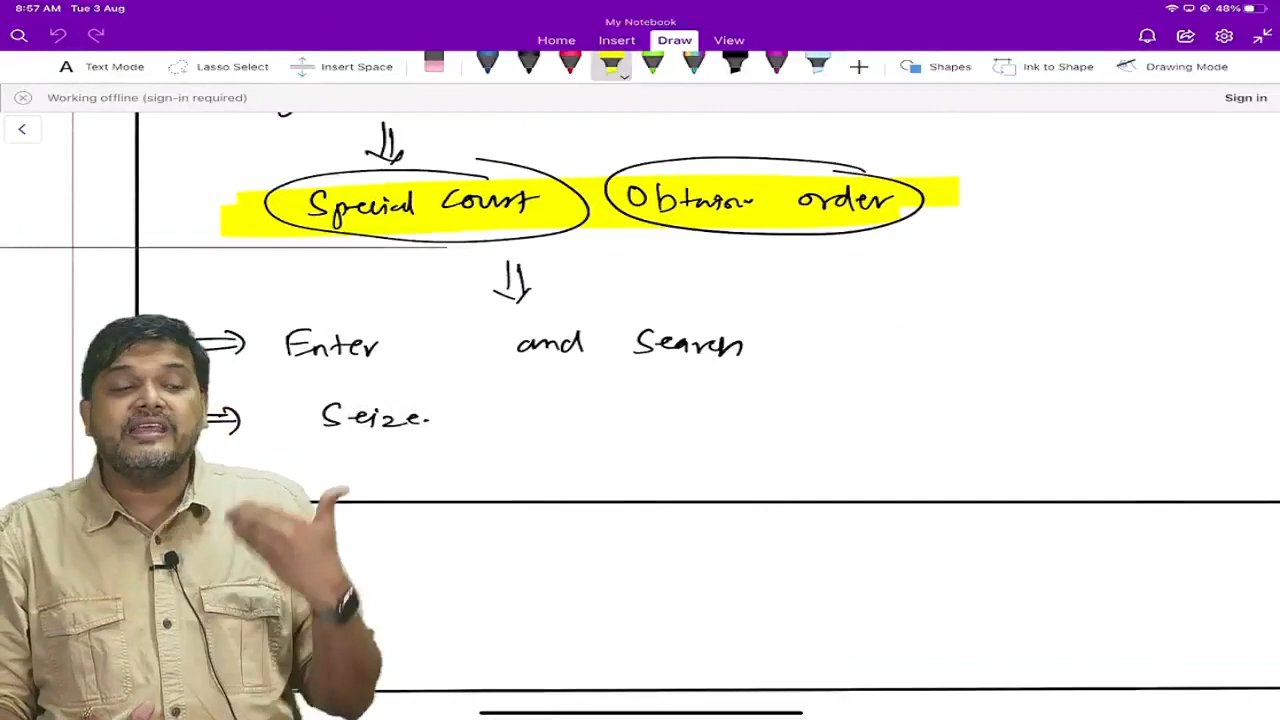 8:57 AM Tue 3 Aug
48%
My Notebook
Home Insert Draw View
A Text Mode Lasso Select Insert Space Shapes Ink to Shape Drawing Mode
Working offline (sign-in required) Sign in
Special Court Obtain order
Enter and Search
Seize.